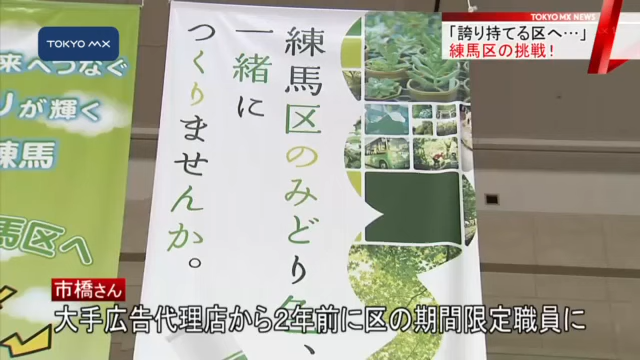 TOKYO MX
TOKYO MX NEWS
「誇り持てる区へ…」
練馬区の挑戦!
来へつなぐ
リが輝く
練馬
馬区へ
練馬区のみどり色、
一緒に
つくりませんか。
市橋さん
大手広告代理店から2年前に区の期間限定職員に